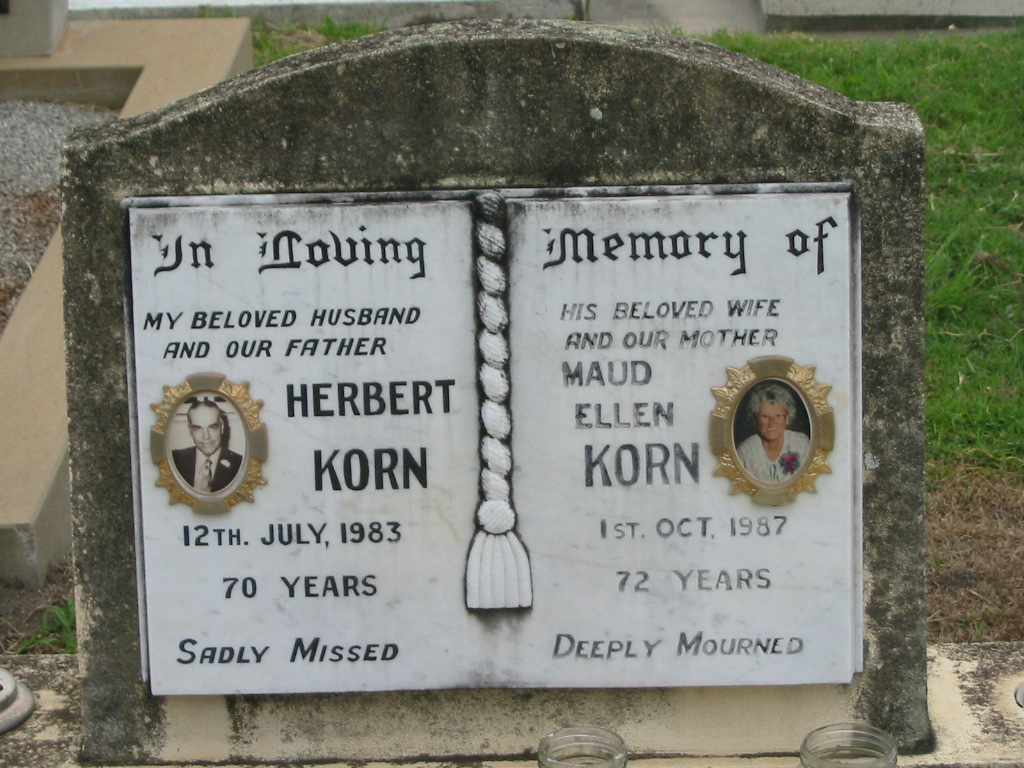 In Loving Memory of
MY BELOVED HUSBAND
AND OUR FATHER
HERBERT
KORN
12TH. JULY, 1983
70 YEARS
SADLY MISSED
HIS BELOVED WIFE
AND OUR MOTHER
MAUD
ELLEN
KORN
1ST. OCT, 1987
72 YEARS
DEEPLY MOURNED